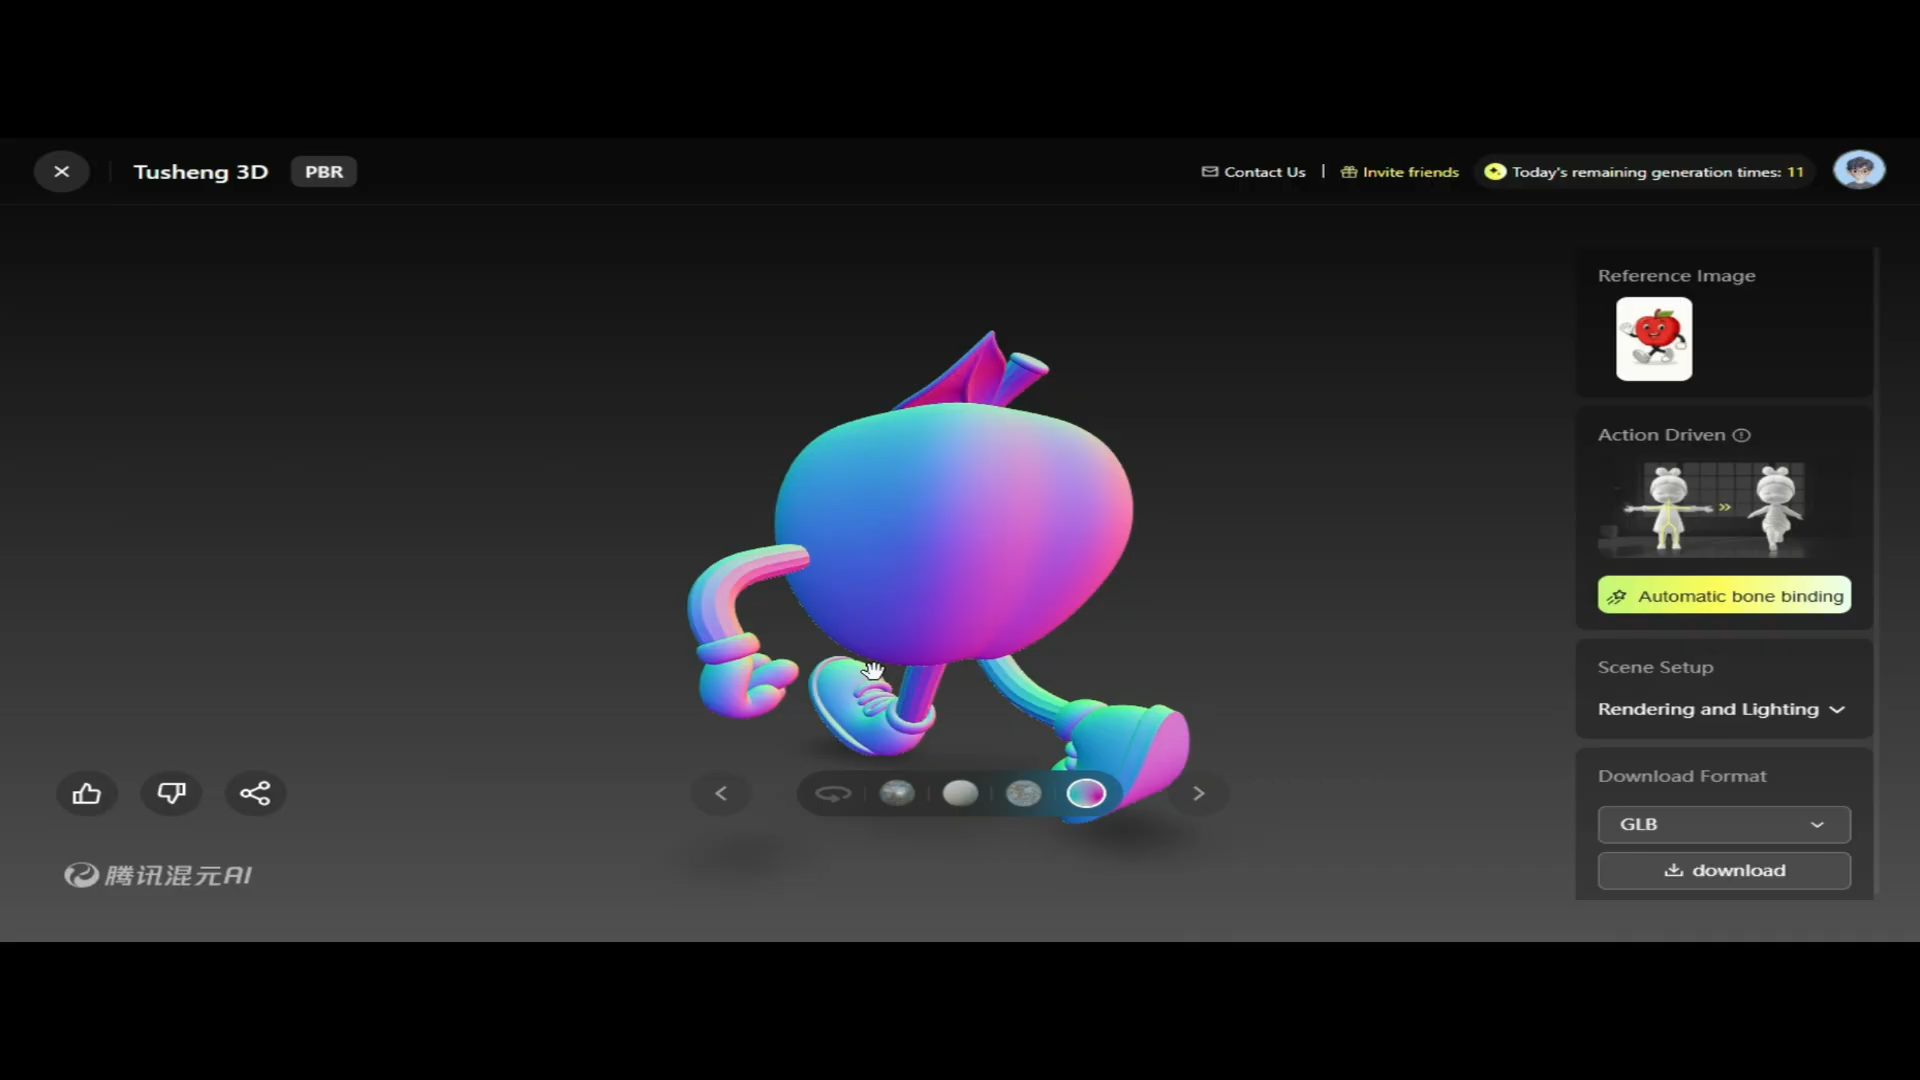 Tusheng 3D
PBR
Contact Us
Invite friends
Today's remaining generation times: 11
Reference Image
Action Driven
Automatic bone binding
Scene Setup
Rendering and Lighting
Download Format
GLB
download
腾讯混元AI